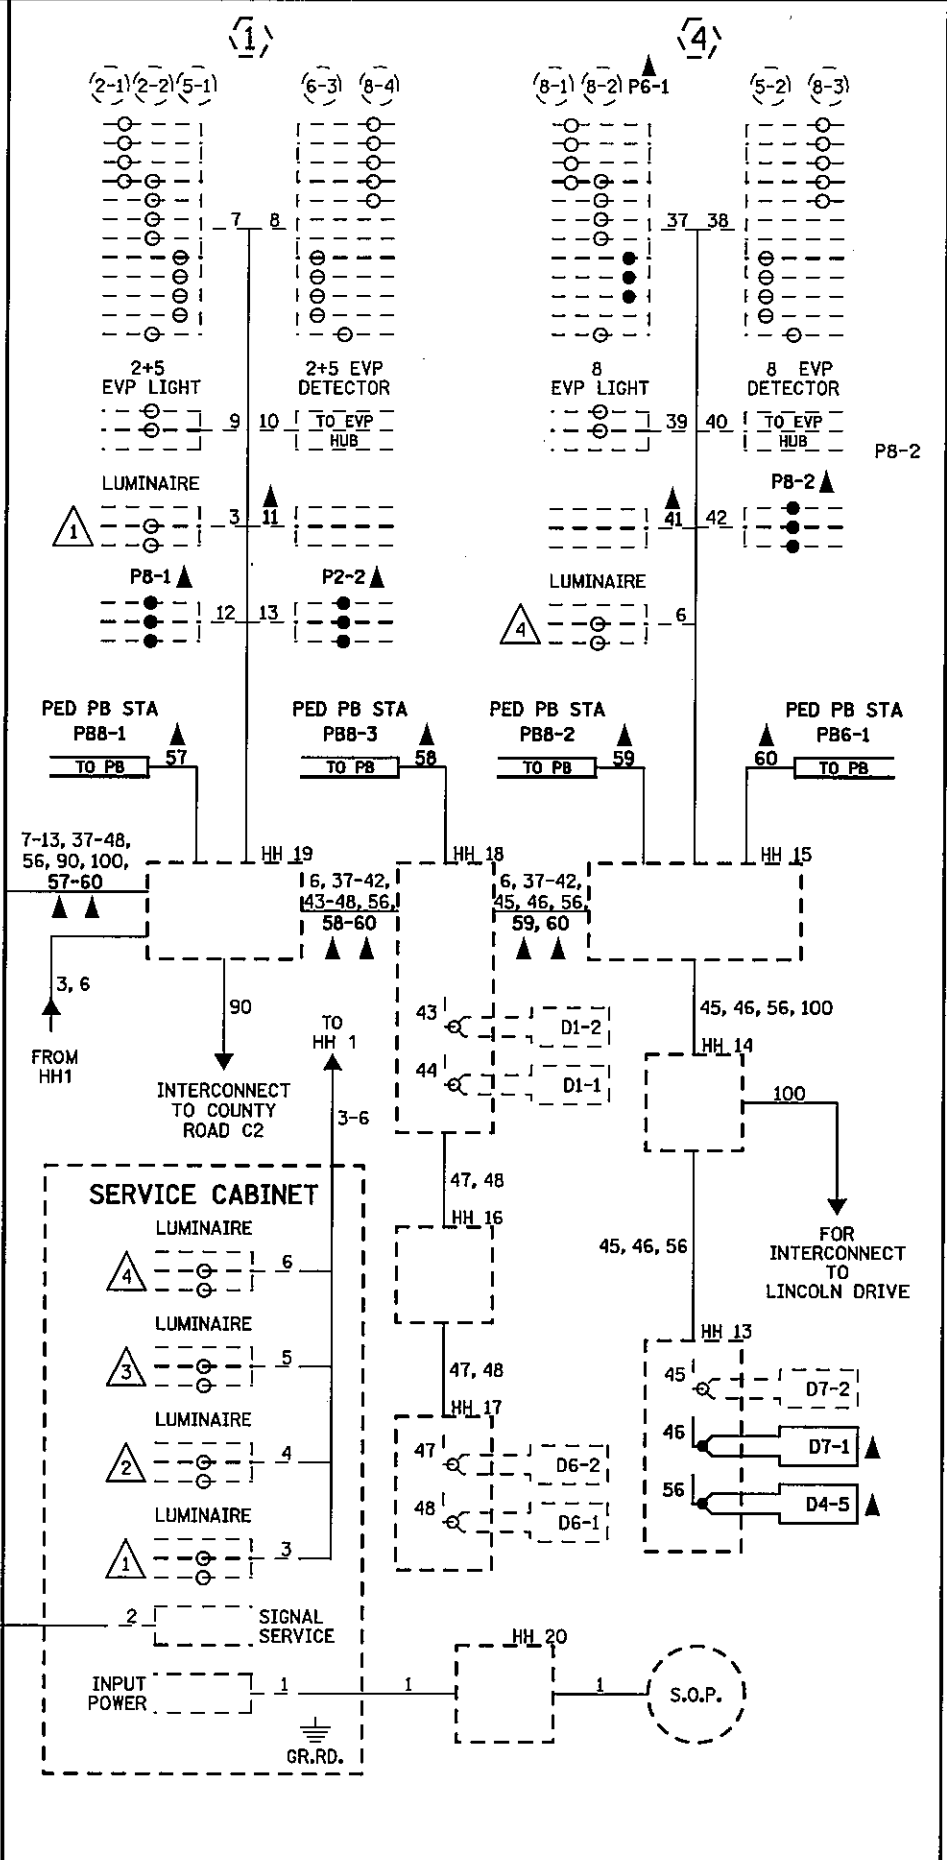 1
4
2-1 2-2 5-1
6-3 8-4
8-1 8-2 P6-1
5-2 8-3
7 8
37 38
2+5
EVP LIGHT
2+5 EVP
DETECTOR
8
EVP LIGHT
8 EVP
DETECTOR
9 10
TO EVP
HUB
39 40
TO EVP
HUB
P8-2
LUMINAIRE
P8-2
1
3 11
41 42
P8-1
P2-2
LUMINAIRE
12 13
4
6
PED PB STA
PB8-1
PED PB STA
PB8-3
PED PB STA
PB8-2
PED PB STA
PB6-1
TO PB
57
TO PB
58
TO PB
59
60
TO PB
7-13, 37-48,
56, 90, 100,
57-60
HH 19
6, 37-42,
43-48, 56,
58-60
HH 18
6, 37-42,
45, 46, 56,
59, 60
HH 15
3, 6
FROM
HH1
90
INTERCONNECT
TO COUNTY
ROAD C2
TO
HH 1
3-6
43
D1-2
44
D1-1
45, 46, 56, 100
HH 14
100
FOR
INTERCONNECT
TO
LINCOLN DRIVE
47, 48
HH 16
45, 46, 56
47, 48
HH 17
47
D6-2
48
D6-1
HH 13
45
D7-2
46
D7-1
56
D4-5
SERVICE CABINET
LUMINAIRE
4
6
LUMINAIRE
3
5
LUMINAIRE
2
4
LUMINAIRE
1
3
2
SIGNAL
SERVICE
INPUT
POWER
1
1
HH 20
1
S.O.P.
GR.RD.